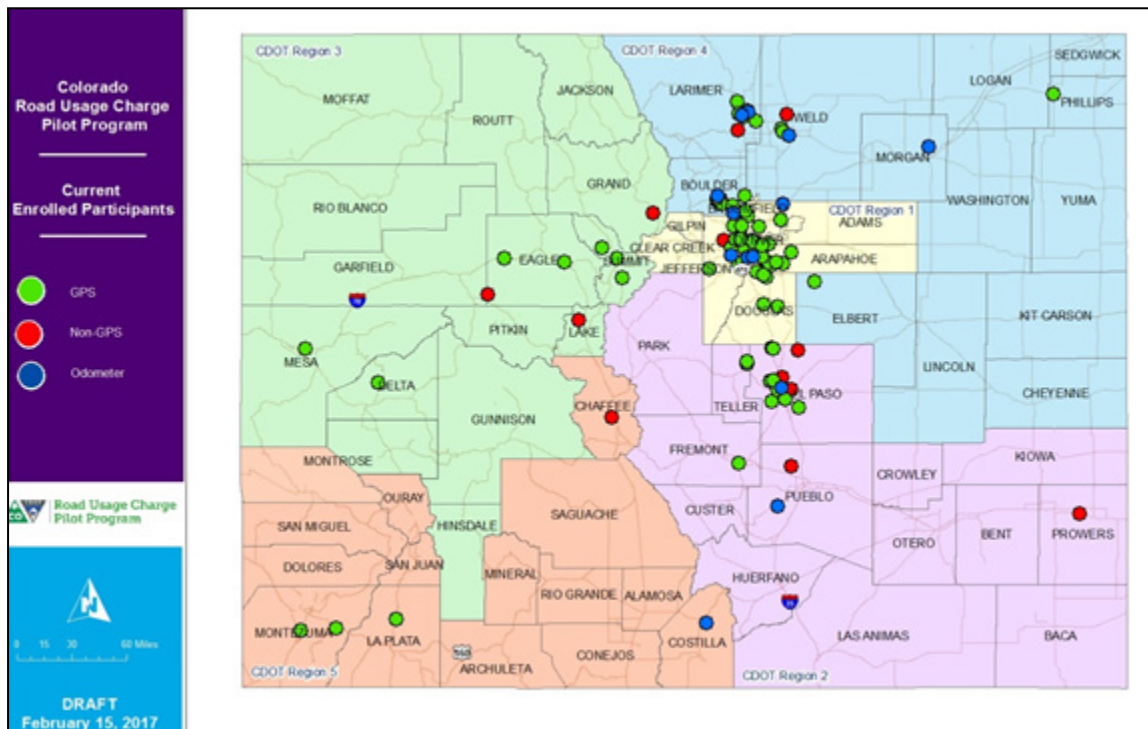 Colorado
Road Usage Charge
Pilot Program
Current
Enrolled Participants
GPS
Non-GPS
Odometer
CO
Road Usage Charge
Pilot Program
N
0 15 30 60 Miles
DRAFT
February 15, 2017
CDOT Region 3
CDOT Region 4
SEDGWICK
LOGAN
JACKSON
LARIMER
MOFFAT
PHILLIPS
ROUTT
WELD
MORGAN
GRAND
BOULDER
WASHINGTON
YUMA
RIO BLANCO
CDOT Region 1
GILPIN
ADAMS
CLEAR CREEK
EAGLE
ARAPAHOE
GARFIELD
JEFFERSON
70
DOUGLAS
ELBERT
KIT CARSON
PITKIN
LAKE
PARK
MESA
LINCOLN
DELTA
CHEYENNE
TELLER
CHAFFEE
GUNNISON
FREMONT
KIOWA
MONTROSE
CROWLEY
OURAY
PUEBLO
SAGUACHE
CUSTER
SAN MIGUEL
HINSDALE
PROWERS
BENT
OTERO
DOLORES
SAN JUAN
MINERAL
HUERFANO
RIO GRANDE
ALAMOSA
MONTEZUMA
LA PLATA
COSTILLA
LAS ANIMAS
BACA
160
CONEJOS
ARCHULETA
CDOT Region 5
CDOT Region 2